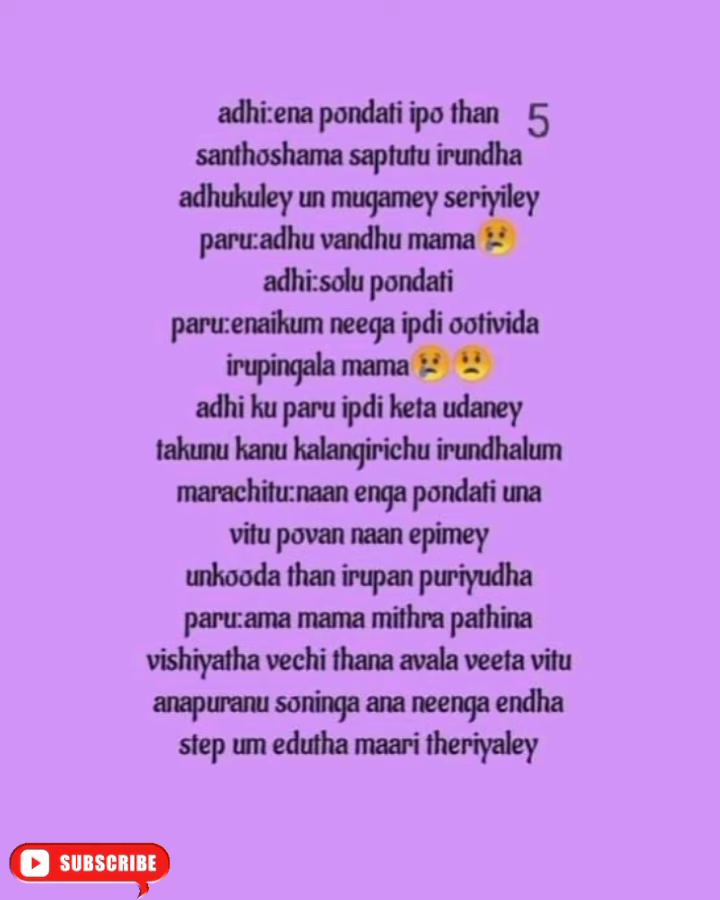 adhi:ena pondati ipo than 5
santhoshama saptutu irundha
adhukuley un mugamey seriyiley
paru:adhu vandhu mama😢
adhi:solu pondati
paru:enaikum neega ipdi ootivida
irupingala mama😢😟
adhi ku paru ipdi keta udaney
takunu kanu kalangirichu irundhalum
marachitu:naan enga pondati una
vitu povan naan epimey
unkooda than irupan puriyudha
paru:ama mama mithra pathina
vishiyatha vechi thana avala veeta vitu
anapuranu soninga ana neenga endha
step um edutha maari theriyaley
SUBSCRIBE